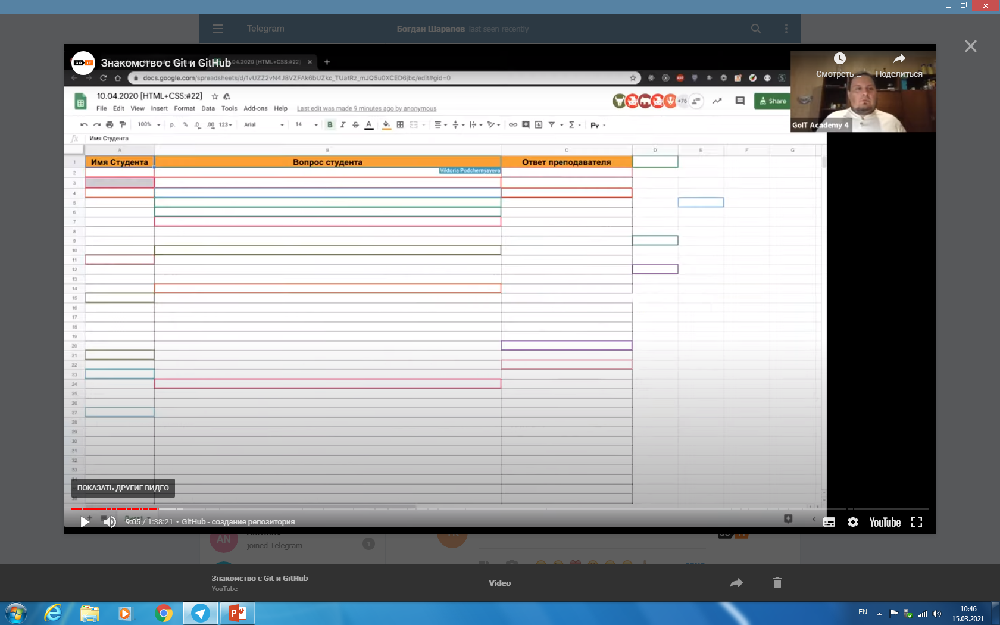 Telegram
Богдан Шарапов last seen recently
GO IT
Знакомство с Git и GitHub
.04.2020 [HTML+CSS:#22]
Смотреть ...
Поделиться
docs.google.com/spreadsheets/d/1vUZZ2vN4J8VZFAk6bUZkc_TUatRz_mJQ5u0XCED6jbc/edit#gid=0
10.04.2020 [HTML+CSS:#22]
+76
Share
File Edit View Insert Format Data Tools Add-ons Help Last edit was made 9 minutes ago by anonymous
GoIT Academy 4
100% р. % .0 .00 123 Arial 14 B I S A
fx Имя Студента
A B C D E F G
1 Имя Студента Вопрос студента Ответ преподавателя
2 Viktoria Podchernyayeva
3
4
5
6
7
8
9
10
11
12
13
14
15
16
17
18
19
20
21
22
23
24
25
26
27
28
29
30
31
32
33
ПОКАЗАТЬ ДРУГИЕ ВИДЕО
9:05 / 1:38:21 • GitHub - создание репозитория
YouTube
AN
joined Telegram
1
Знакомство с Git и GitHub
YouTube
Video
EN
10:46
15.03.2021